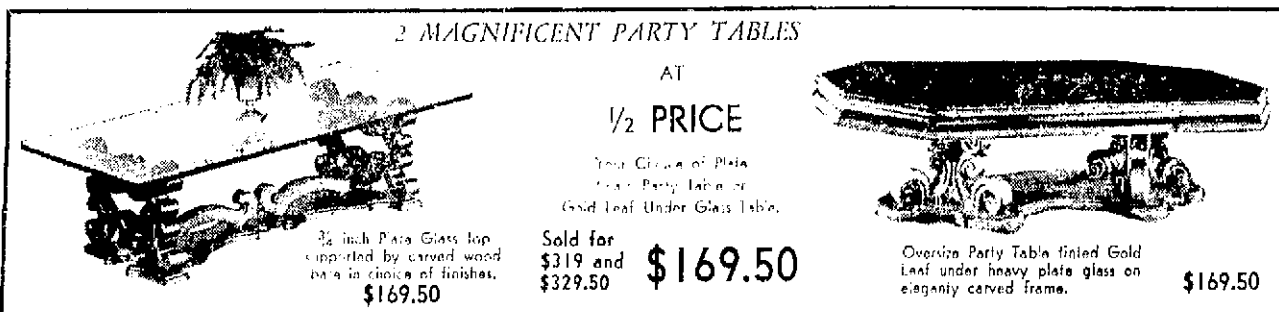 2 MAGNIFICENT PARTY TABLES
AT
1/2 PRICE
Your Choice of Plate
Glass Party Table or
Gold Leaf Under Glass Table.
Sold for
$319 and
$329.50
$169.50
3/4 inch Plate Glass top
supported by carved wood
base in choice of finishes.
$169.50
Oversize Party Table tinted Gold
Leaf under heavy plate glass on
eleganty carved frame.
$169.50